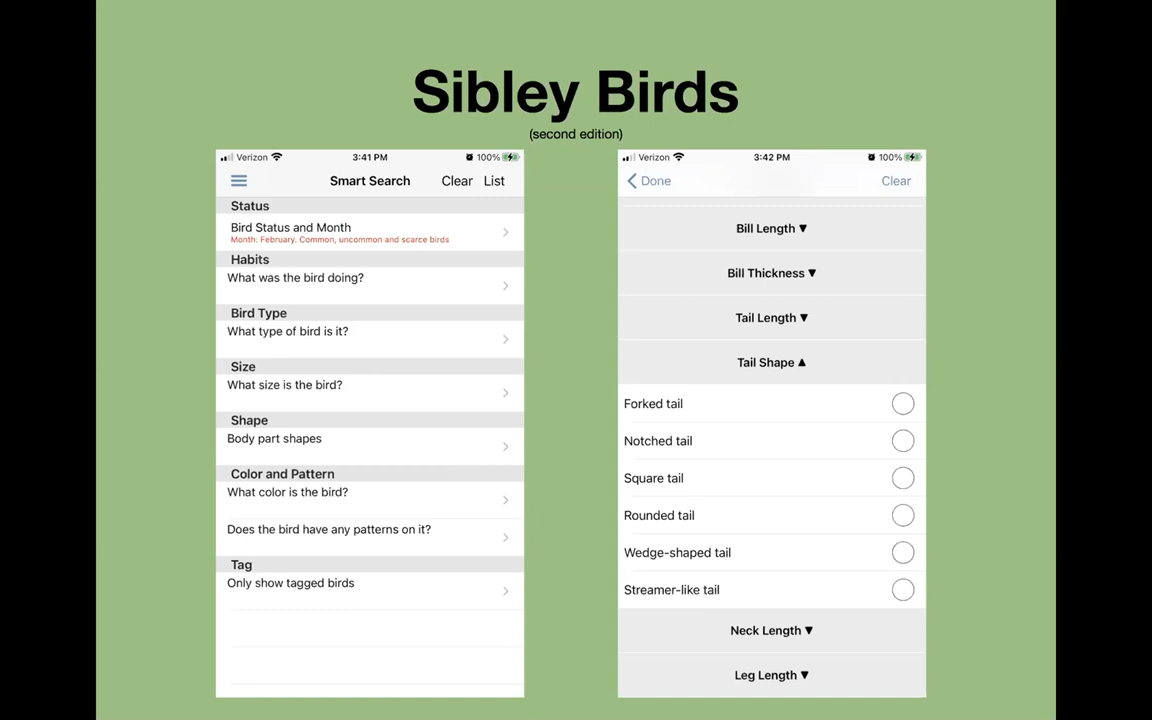 Sibley Birds
(second edition)
Verizon 3:41 PM 100%
Smart Search Clear List
Status
Bird Status and Month
Month: February. Common, uncommon and scarce birds
Habits
What was the bird doing?
Bird Type
What type of bird is it?
Size
What size is the bird?
Shape
Body part shapes
Color and Pattern
What color is the bird?
Does the bird have any patterns on it?
Tag
Only show tagged birds
Verizon 3:42 PM 100%
Done Clear
Bill Length ▼
Bill Thickness ▼
Tail Length ▼
Tail Shape ▲
Forked tail
Notched tail
Square tail
Rounded tail
Wedge-shaped tail
Streamer-like tail
Neck Length ▼
Leg Length ▼